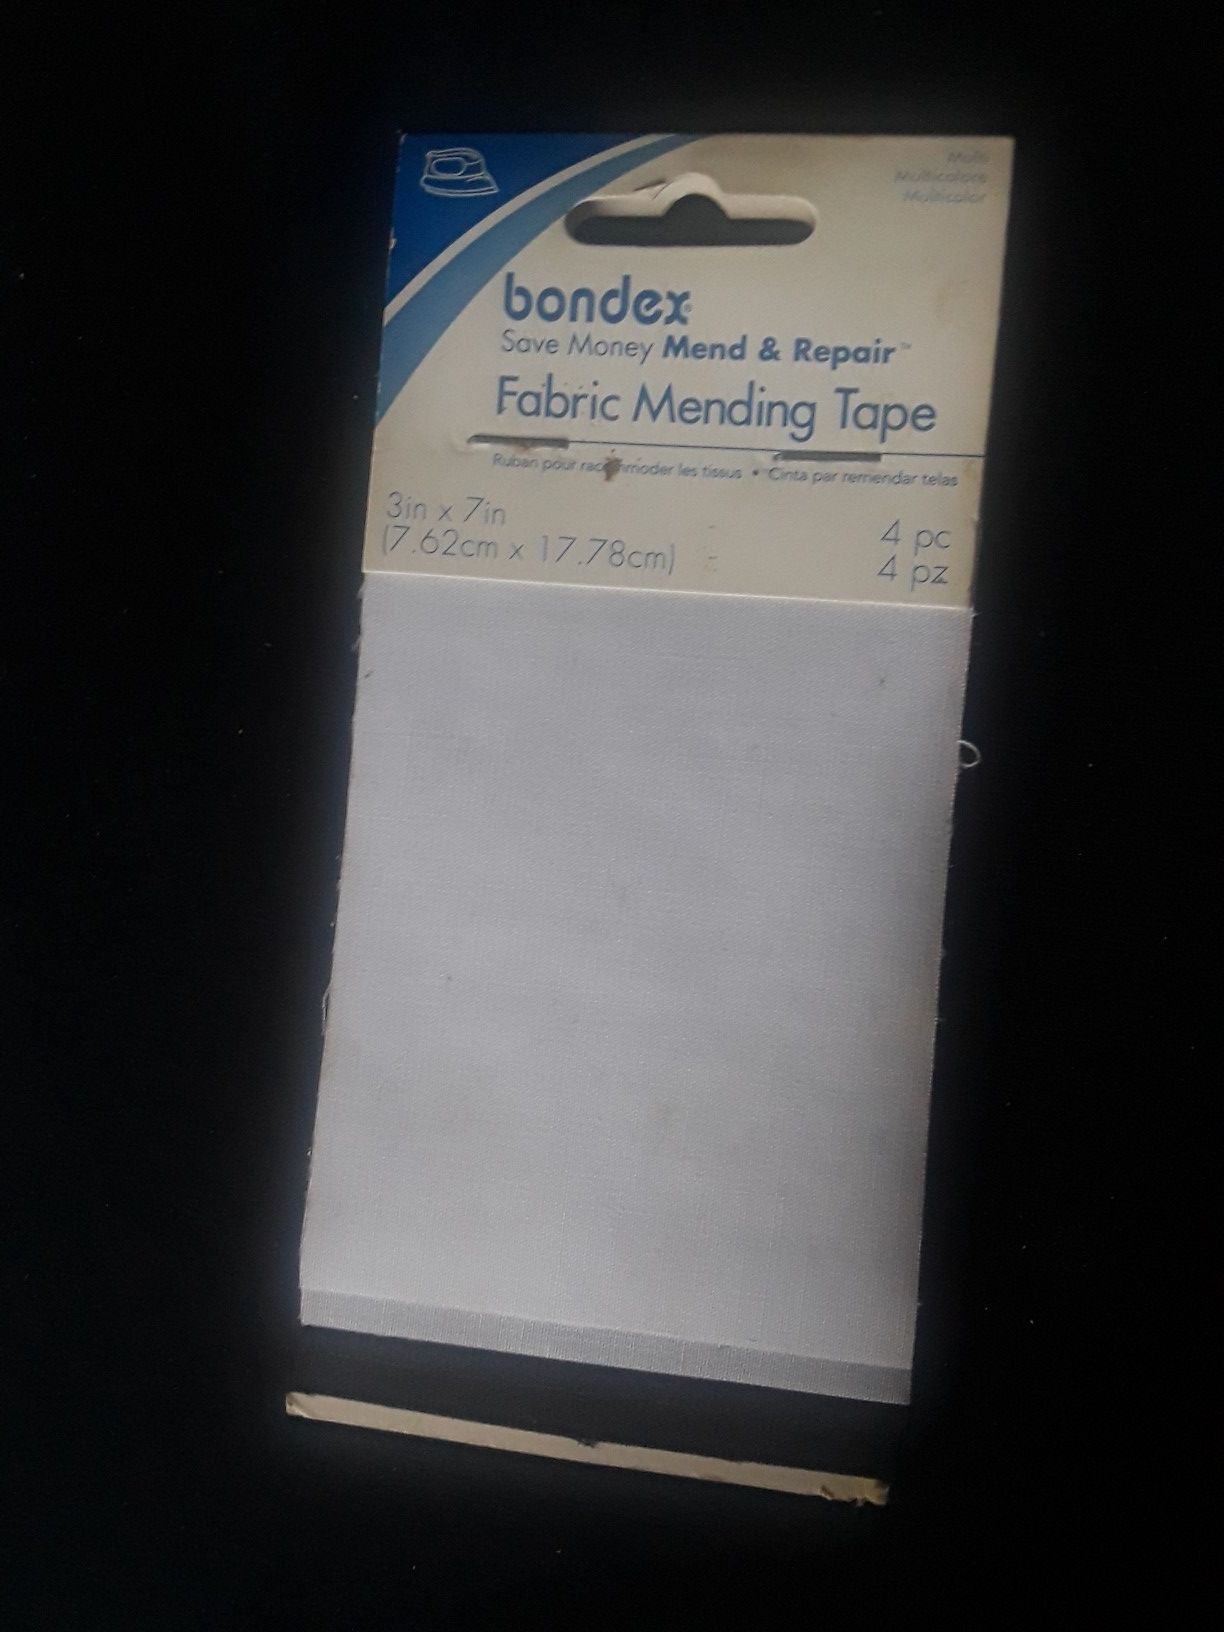 Multi
Multicolore
Multicolor
bondex®
Save Money Mend & Repair™
Fabric Mending Tape
Ruban pour raccommoder les tissus • Cinta par remendar telas
3in x 7in
(7.62cm x 17.78cm)
4 pc
4 pz